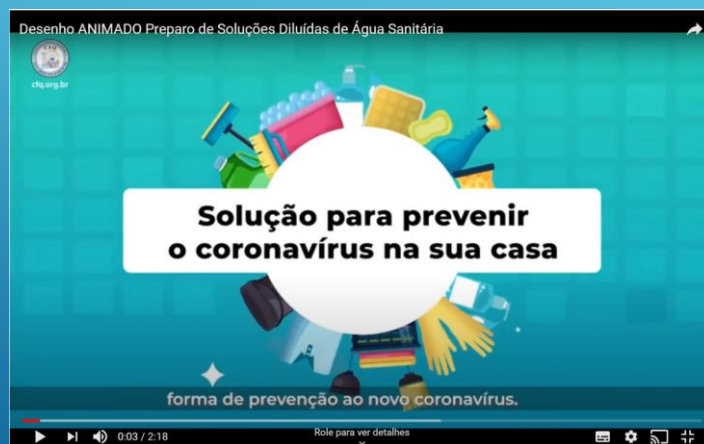 Desenho ANIMADO Preparo de Soluções Diluídas de Água Sanitária
cfq.org.br
Solução para prevenir
o coronavírus na sua casa
forma de prevenção ao novo coronavírus.
0:03 / 2:18
Role para ver detalhes